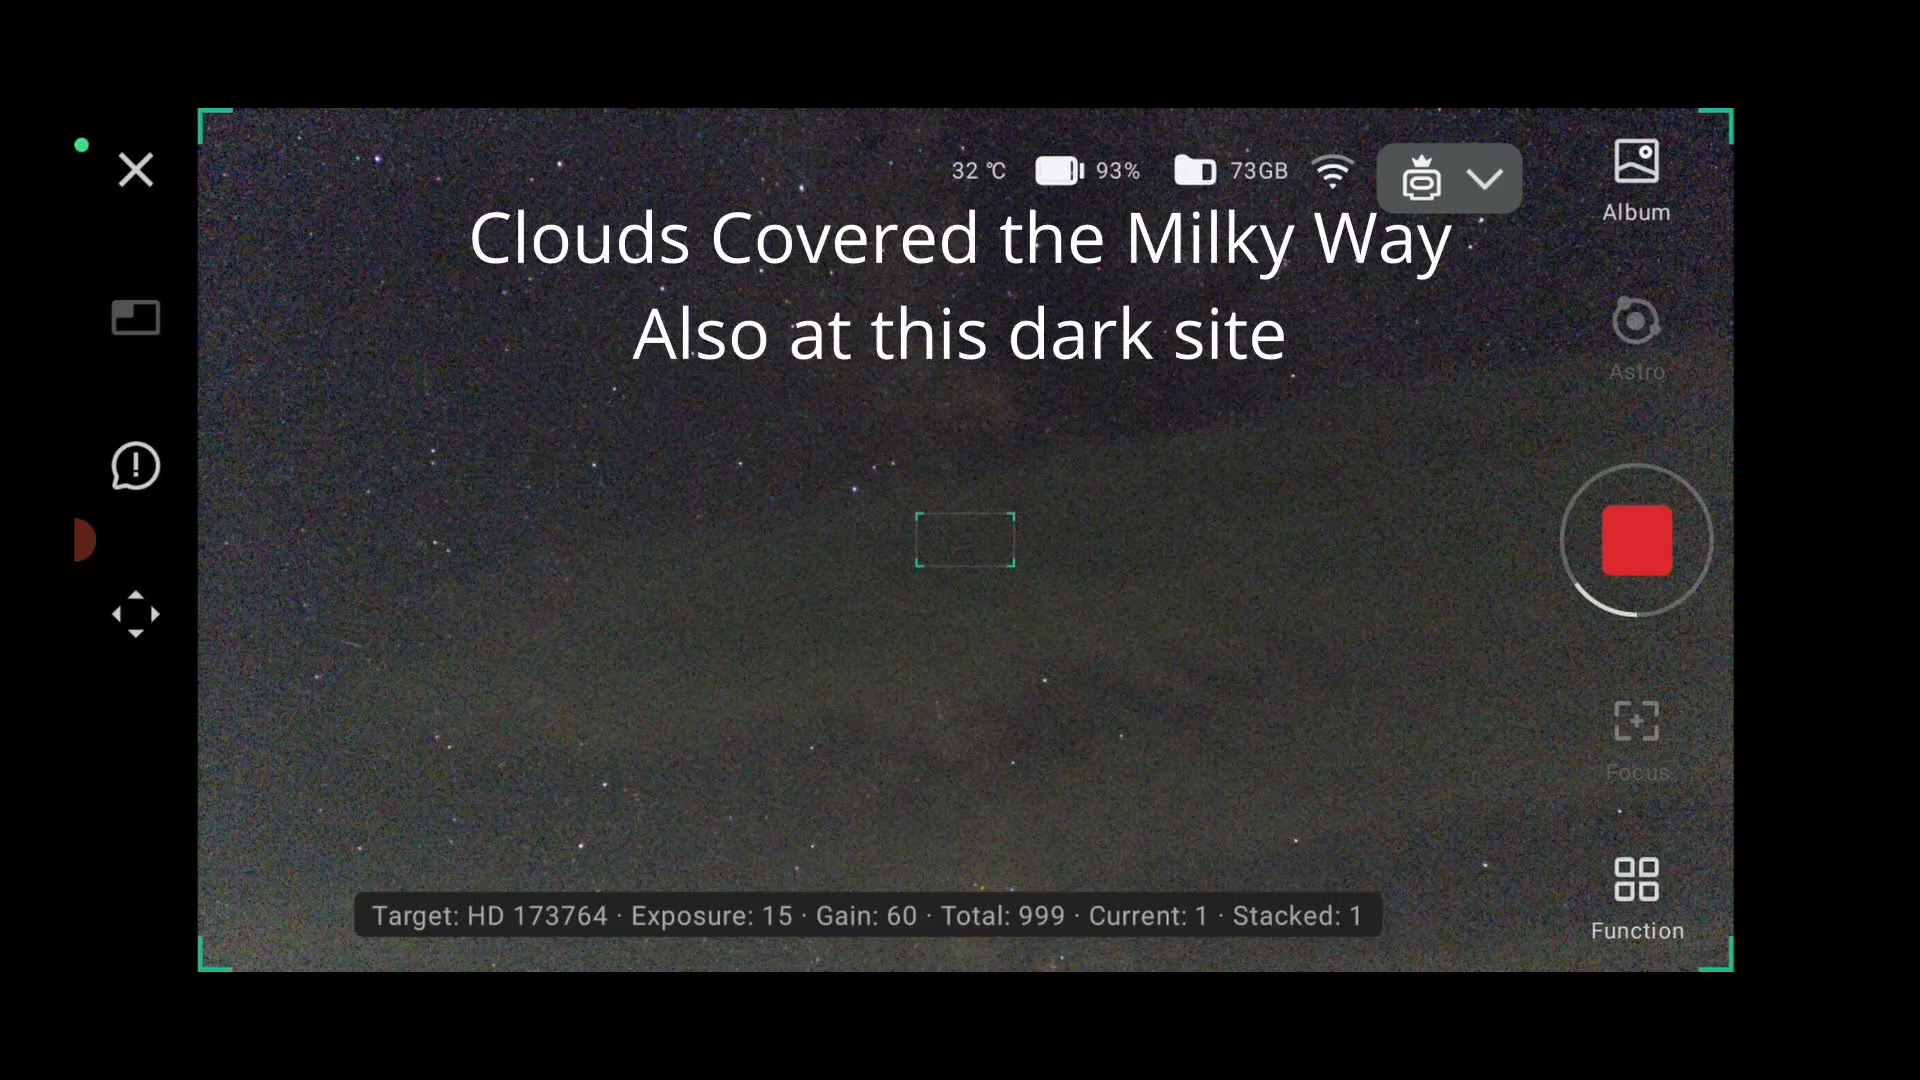 32 ℃ 93% 73GB
Album
Clouds Covered the Milky Way
Also at this dark site
Astro
Focus
Target: HD 173764 · Exposure: 15 · Gain: 60 · Total: 999 · Current: 1 · Stacked: 1
Function